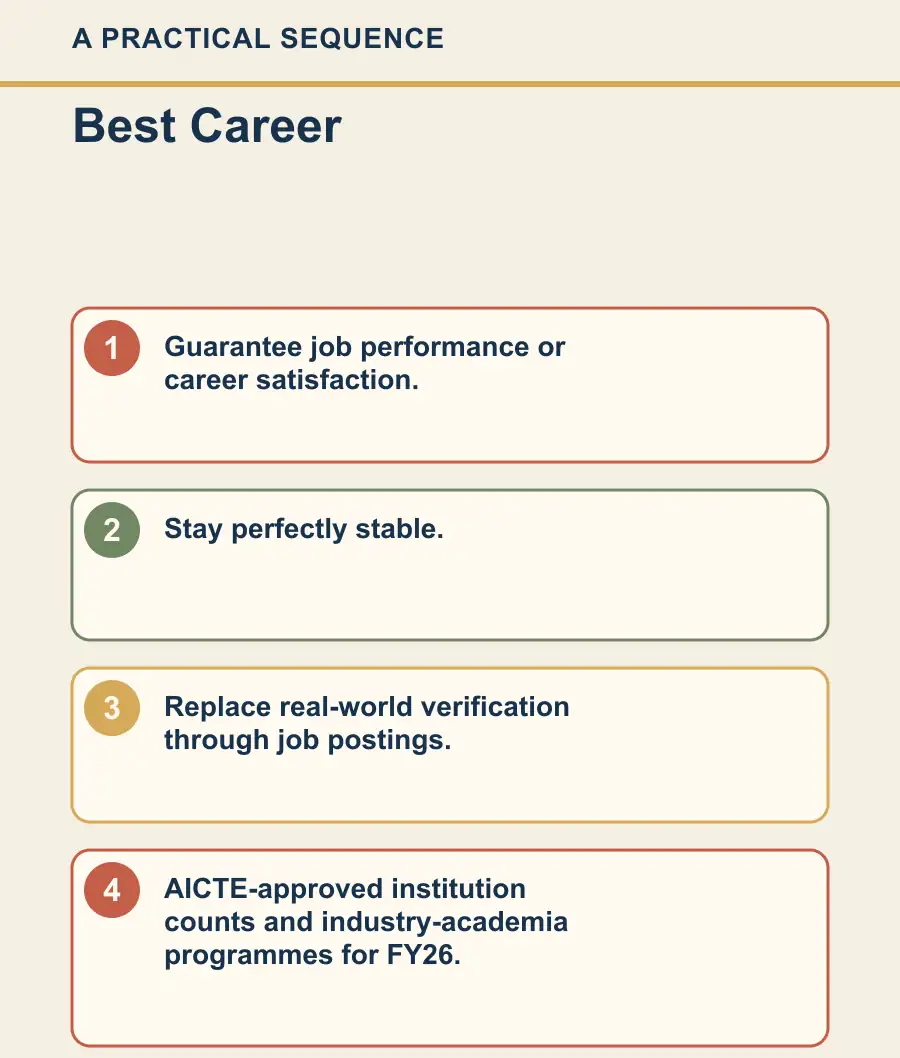 A PRACTICAL SEQUENCE
Best Career
1
Guarantee job performance or
career satisfaction.
2
Stay perfectly stable.
3
Replace real-world verification
through job postings.
4
AICTE-approved institution
counts and industry-academia
programmes for FY26.